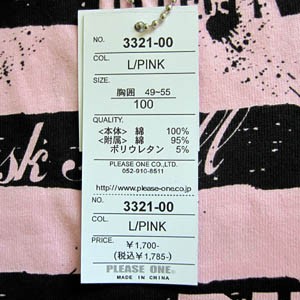 NO. 3321-00
COL. L/PINK
SIZE.
胸囲 49~55
100
QUALITY.
<本体> 綿 100%
<附属> 綿 95%
ポリウレタン 5%
PLEASE ONE CO.,LTD.
052-910-8511
http://www.please-one.co.jp
NO. 3321-00
COL. L/PINK
PRICE. ￥1,700-
(税込￥1,785-)
PLEASE ONE.
MADE IN CHINA